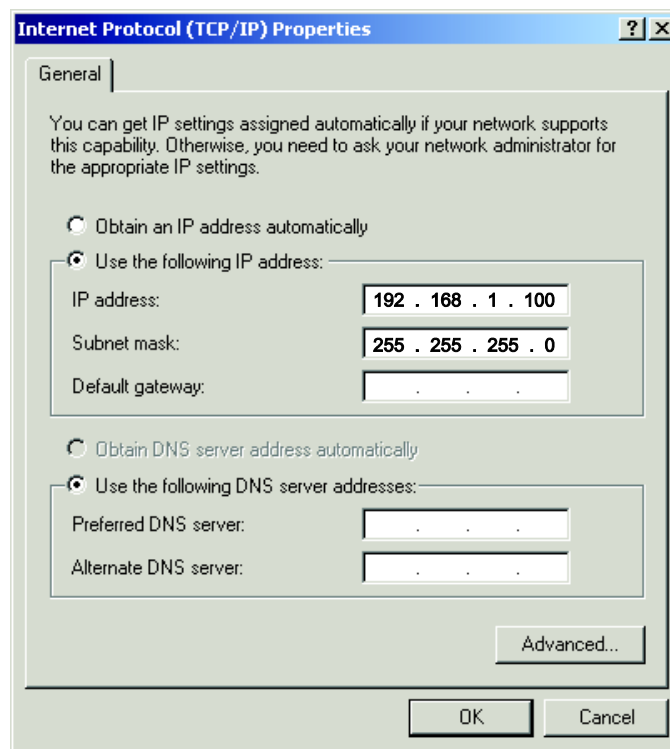 Internet Protocol (TCP/IP) Properties
General
You can get IP settings assigned automatically if your network supports
this capability. Otherwise, you need to ask your network administrator for
the appropriate IP settings.
Obtain an IP address automatically
Use the following IP address:
IP address: 192 . 168 . 1 . 100
Subnet mask: 255 . 255 . 255 . 0
Default gateway: . . .
Obtain DNS server address automatically
Use the following DNS server addresses:
Preferred DNS server: . . .
Alternate DNS server: . . .
Advanced...
OK Cancel